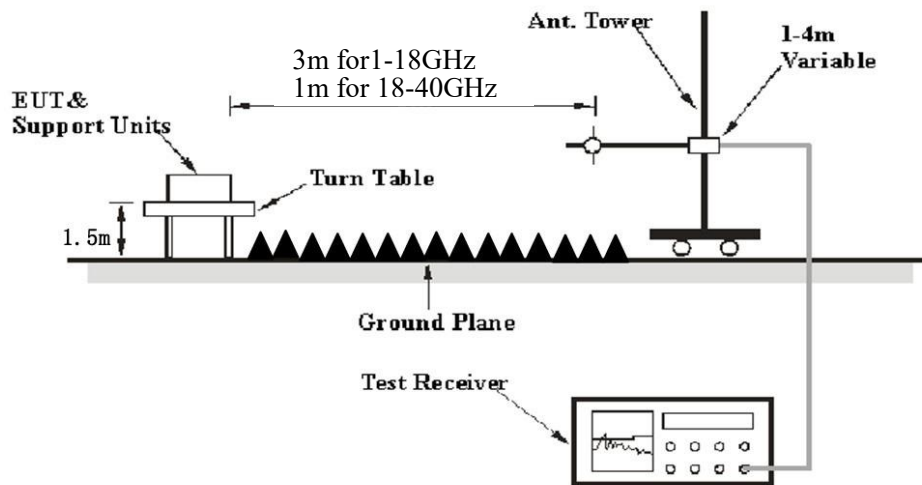 Ant. Tower
1-4m
Variable
3m for1-18GHz
1m for 18-40GHz
EUT &
Support Units
Turn Table
1.5m
Ground Plane
Test Receiver